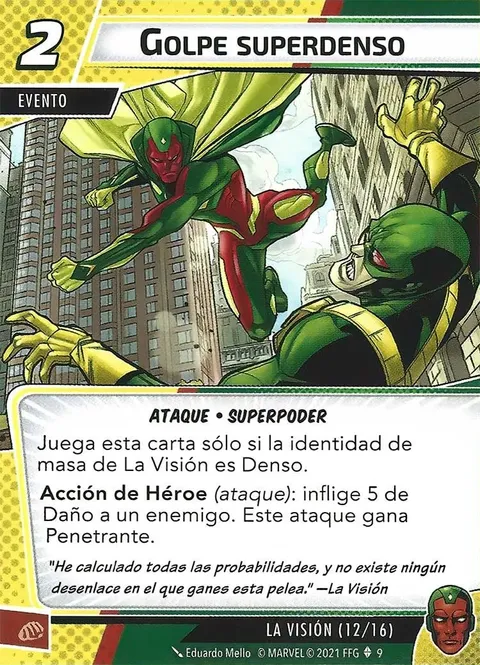 2
GOLPE SUPERDENSO
EVENTO
ATAQUE • SUPERPODER
Juega esta carta sólo si la identidad de
masa de La Visión es Denso.
Acción de Héroe (ataque): inflige 5 de
Daño a un enemigo. Este ataque gana
Penetrante.
"He calculado todas las probabilidades, y no existe ningún
desenlace en el que ganes esta pelea." —La Visión
LA VISIÓN (12/16)
Eduardo Mello © MARVEL © 2021 FFG 9